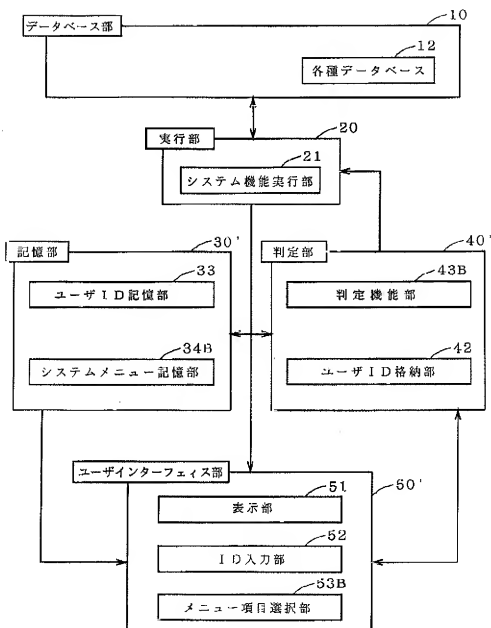 10
データベース部
12
各種データベース
20
実行部
21
システム機能実行部
30'
記憶部
33
ユーザID記憶部
34B
システムメニュー記憶部
40'
判定部
43B
判定機能部
42
ユーザID格納部
ユーザインターフェイス部
50'
51
表示部
52
ID入力部
53B
メニュー項目選択部